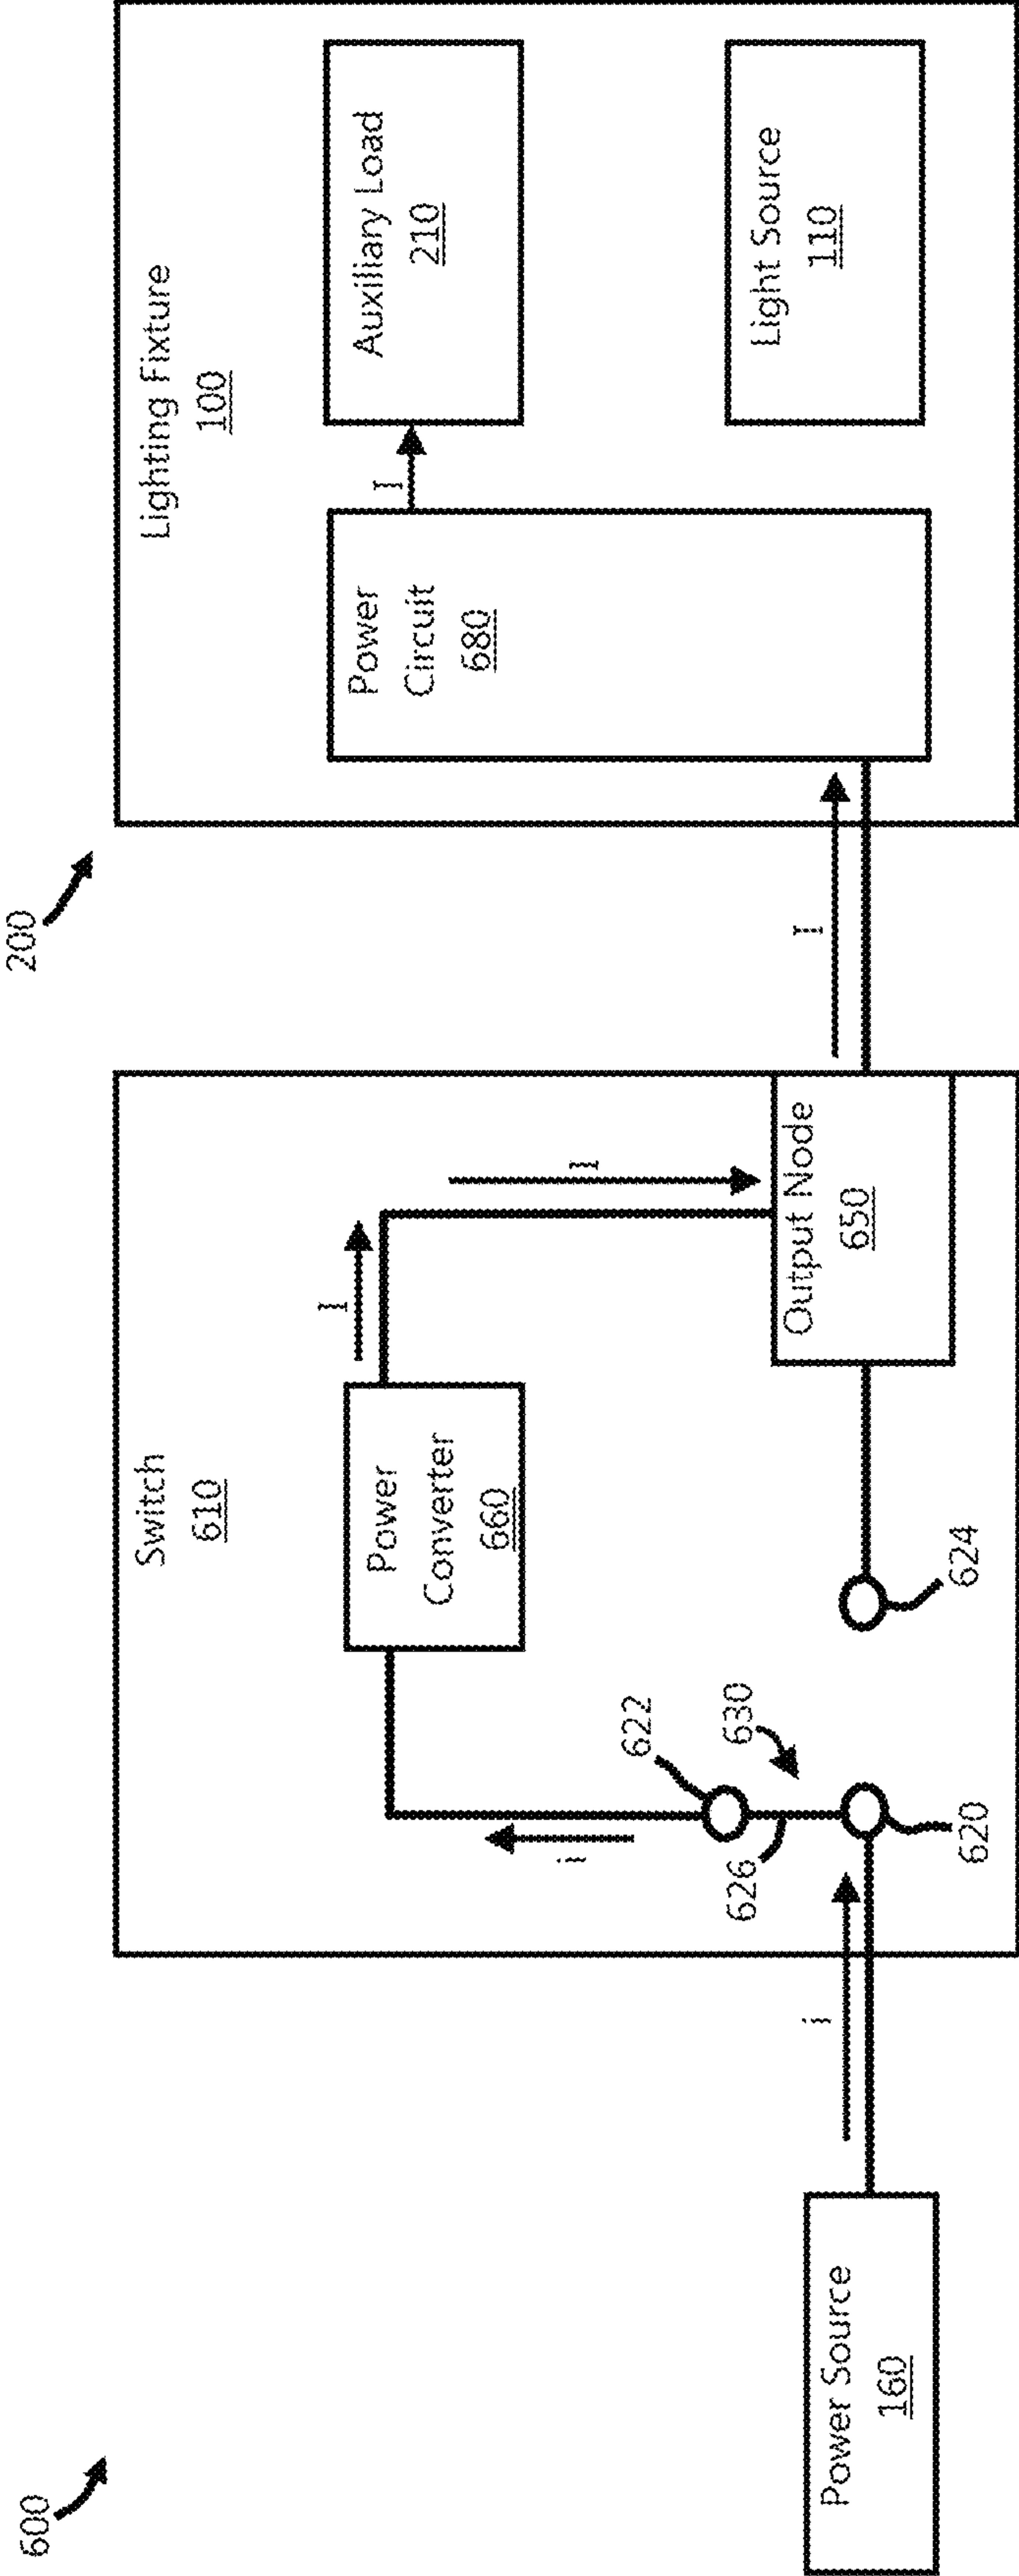 600
200
Switch
610
Lighting Fixture
100
Power
Converter
660
I
I
Power
Circuit
680
I
Auxiliary Load
210
i
622
630
626
620
624
Output Node
650
I
Light Source
110
i
Power Source
160